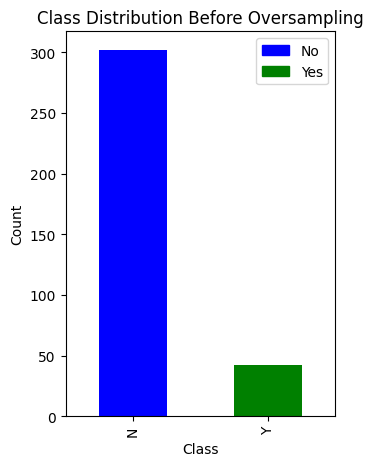 Class Distribution Before Oversampling
No
Yes
300
250
200
150
100
50
0
Count
N
Y
Class